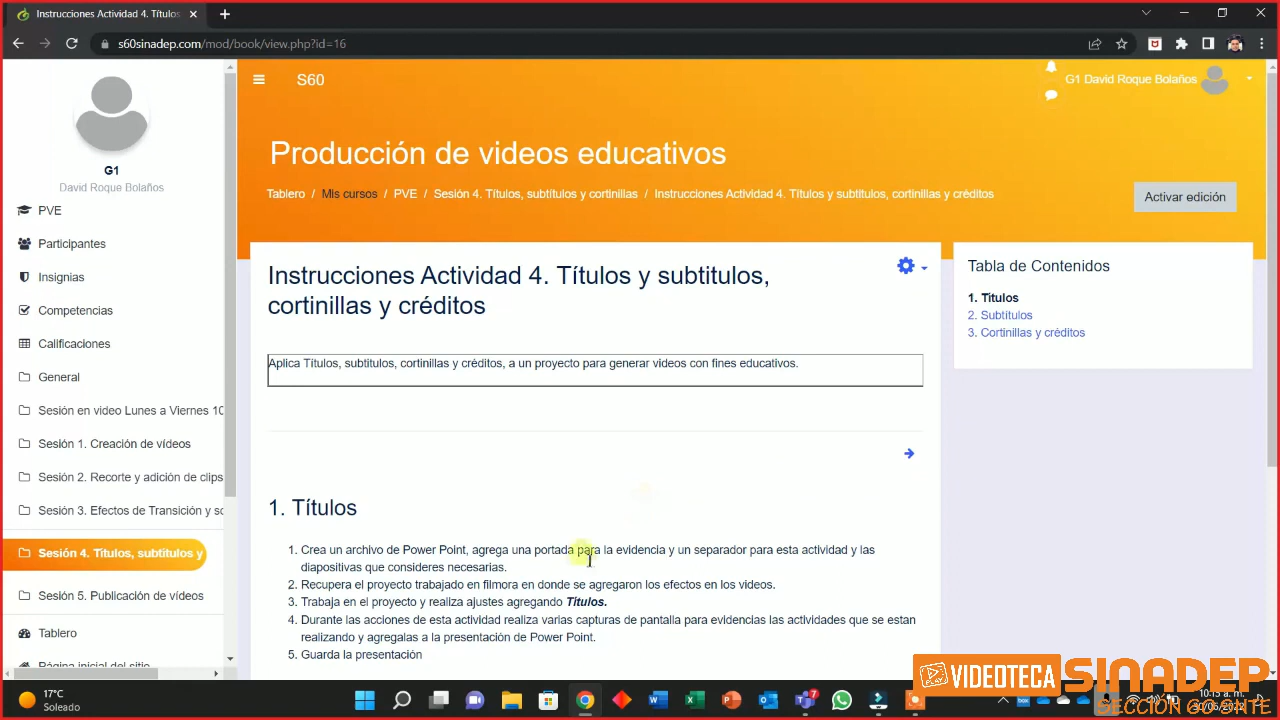 Instrucciones Actividad 4. Títulos
s60sinadep.com/mod/book/view.php?id=16
S60
G1 David Roque Bolaños
G1
David Roque Bolaños
PVE
Participantes
Insignias
Competencias
Calificaciones
General
Sesión en video Lunes a Viernes 10
Sesión 1. Creación de vídeos
Sesión 2. Recorte y adición de clips
Sesión 3. Efectos de Transición y so
Sesión 4. Títulos, subtitulos y
Sesión 5. Publicación de vídeos
Tablero
Página inicial del sitio
Producción de videos educativos
Tablero / Mis cursos / PVE / Sesión 4. Títulos, subtítulos y cortinillas / Instrucciones Actividad 4. Títulos y subtitulos, cortinillas y créditos
Activar edición
Instrucciones Actividad 4. Títulos y subtitulos,
cortinillas y créditos
Aplica Títulos, subtitulos, cortinillas y créditos, a un proyecto para generar videos con fines educativos.
1. Títulos
1. Crea un archivo de Power Point, agrega una portada para la evidencia y un separador para esta actividad y las
diapositivas que consideres necesarias.
2. Recupera el proyecto trabajado en filmora en donde se agregaron los efectos en los videos.
3. Trabaja en el proyecto y realiza ajustes agregando Títulos.
4. Durante las acciones de esta actividad realiza varias capturas de pantalla para evidencias las actividades que se estan
realizando y agregalas a la presentación de Power Point.
5. Guarda la presentación
Tabla de Contenidos
1. Títulos
2. Subtítulos
3. Cortinillas y créditos
17°C
Soleado
7
VIDEOTECA SINADEP
SECCIÓN 60 SNTE